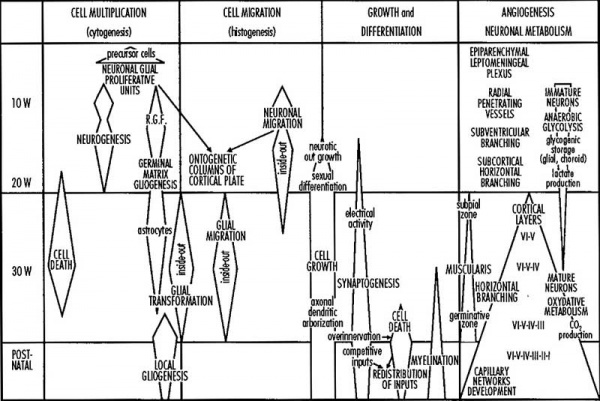 CELL MULTIPLICATION
(cytogenesis)
CELL MIGRATION
(histogenesis)
GROWTH and
DIFFERENTIATION
ANGIOGENESIS
NEURONAL METABOLISM
10 W
20 W
30 W
POST-
NATAL
precursor cells
NEURONAL GLIAL
PROLIFERATIVE
UNITS
NEUROGENESIS
R.G.F.
GERMINAL
MATRIX
GLIOGENESIS
astrocytes
CELL
DEATH
LOCAL
GLIOGENESIS
NEURONAL
MIGRATION
inside-out
ONTOGENETIC
COLUMNS OF
CORTICAL PLATE
inside-out
GLIAL
TRANSFORMATION
GLIAL
MIGRATION
inside-out
neurotic
out growth
sexual
differentiation
CELL
GROWTH
axonal
dendritic
arborization
electrical
activity
SYNAPTOGENESIS
overinnervation
competitive
inputs
CELL
DEATH
REDISTRIBUTION
OF INPUTS
MYELINATION
EPIPARENCHYMAL
LEPTOMENINGEAL
PLEXUS
RADIAL
PENETRATING
VESSELS
SUBVENTRICULAR
BRANCHING
SUBCORTICAL
HORIZONTAL
BRANCHING
IMMATURE
NEURONS
ANAEROBIC
GLYCOLYSIS
glycogenic
storage
(glial, choroid)
lactate
production
subpial
zone
MUSCULARIS
germinative
zone
CORTICAL
LAYERS
VI-V
VI-V-IV
HORIZONTAL
BRANCHING
VI-V-IV-III
VI-V-IV-III-II-I
CAPILLARY
NETWORKS
DEVELOPMENT
MATURE
NEURONS
OXYDATIVE
METABOLISM
CO2
production